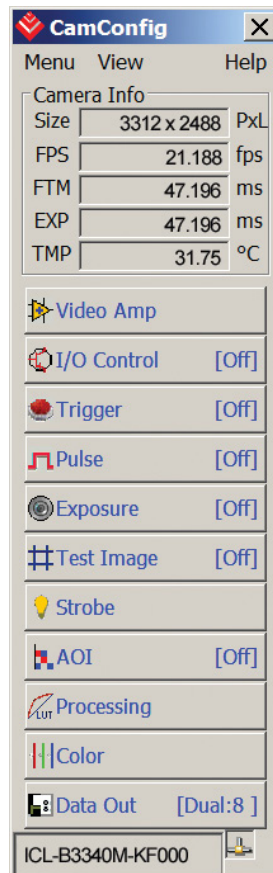 CamConfig
Menu View Help
Camera Info
Size 3312 x 2488 PxL
FPS 21.188 fps
FTM 47.196 ms
EXP 47.196 ms
TMP 31.75 °C
Video Amp
I/O Control [Off]
Trigger [Off]
Pulse [Off]
Exposure [Off]
Test Image [Off]
Strobe
AOI [Off]
LUT Processing
Color
Data Out [Dual:8 ]
ICL-B3340M-KF000